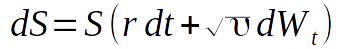 dS=S(r dt+√υ dW_t)